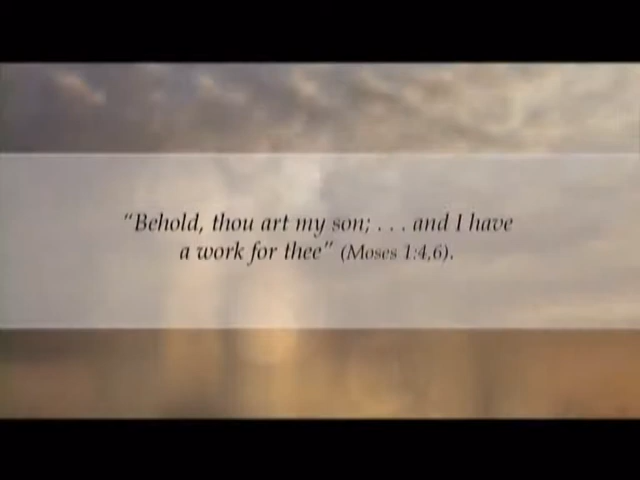 “Behold, thou art my son; . . . and I have
a work for thee” (Moses 1:4,6).